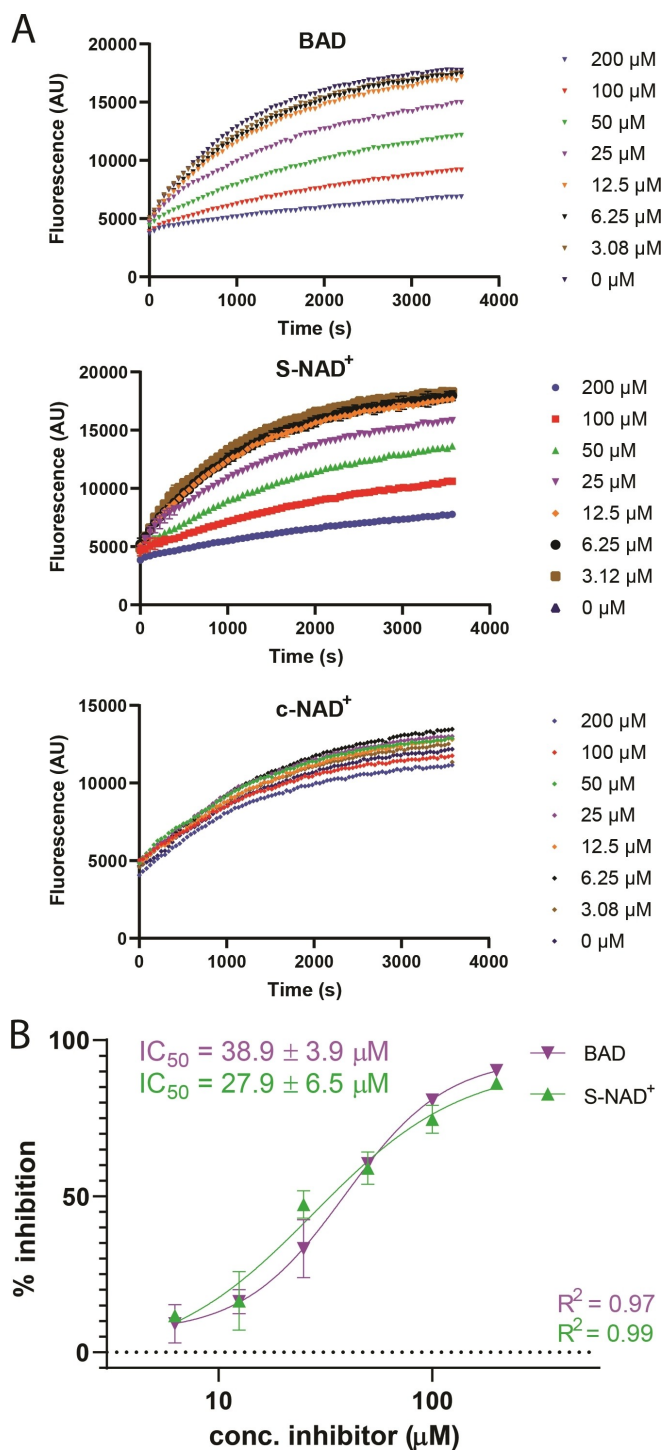 A
BAD
Fluorescence (AU)
20000
15000
10000
5000
0
0
1000
2000
3000
4000
Time (s)
200 µM
100 µM
50 µM
25 µM
12.5 µM
6.25 µM
3.08 µM
0 µM
S-NAD+
Fluorescence (AU)
20000
15000
10000
5000
0
0
1000
2000
3000
4000
Time (s)
200 µM
100 µM
50 µM
25 µM
12.5 µM
6.25 µM
3.12 µM
0 µM
c-NAD+
Fluorescence (AU)
15000
10000
5000
0
0
1000
2000
3000
4000
Time (s)
200 µM
100 µM
50 µM
25 µM
12.5 µM
6.25 µM
3.08 µM
0 µM
B
IC50 = 38.9 ± 3.9 µM
IC50 = 27.9 ± 6.5 µM
BAD
S-NAD+
% inhibition
100
50
0
R2 = 0.97
R2 = 0.99
10
100
conc. inhibitor (µM)